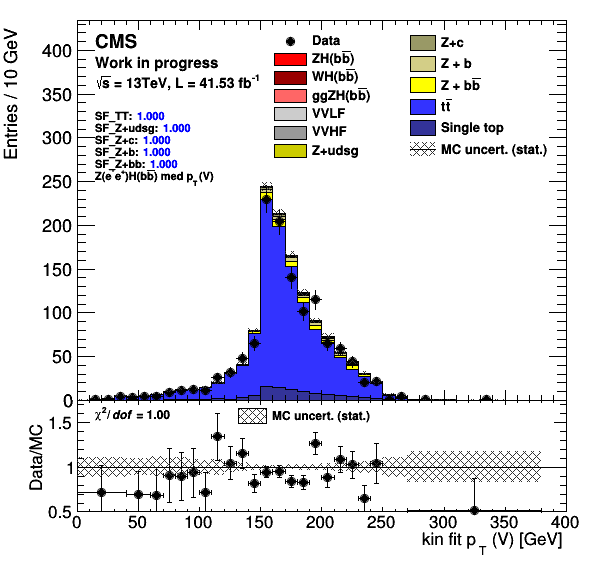 CMS
Work in progress
√s = 13TeV, L = 41.53 fb⁻¹
SF_TT: 1.000
SF_Z+udsg: 1.000
SF_Z+c: 1.000
SF_Z+b: 1.000
SF_Z+bb: 1.000
Z(e⁻e⁺)H(bb̅) med p_T(V)
Data
ZH(bb̅)
WH(bb̅)
ggZH(bb̅)
VVLF
VVHF
Z+udsg
Z+c
Z + b
Z + bb̅
tt̅
Single top
MC uncert. (stat.)
Entries / 10 GeV
400
350
300
250
200
150
100
50
0
χ²/dof = 1.00
MC uncert. (stat.)
Data/MC
1.5
1
0.5
0 50 100 150 200 250 300 350 400
kin fit p_T (V) [GeV]